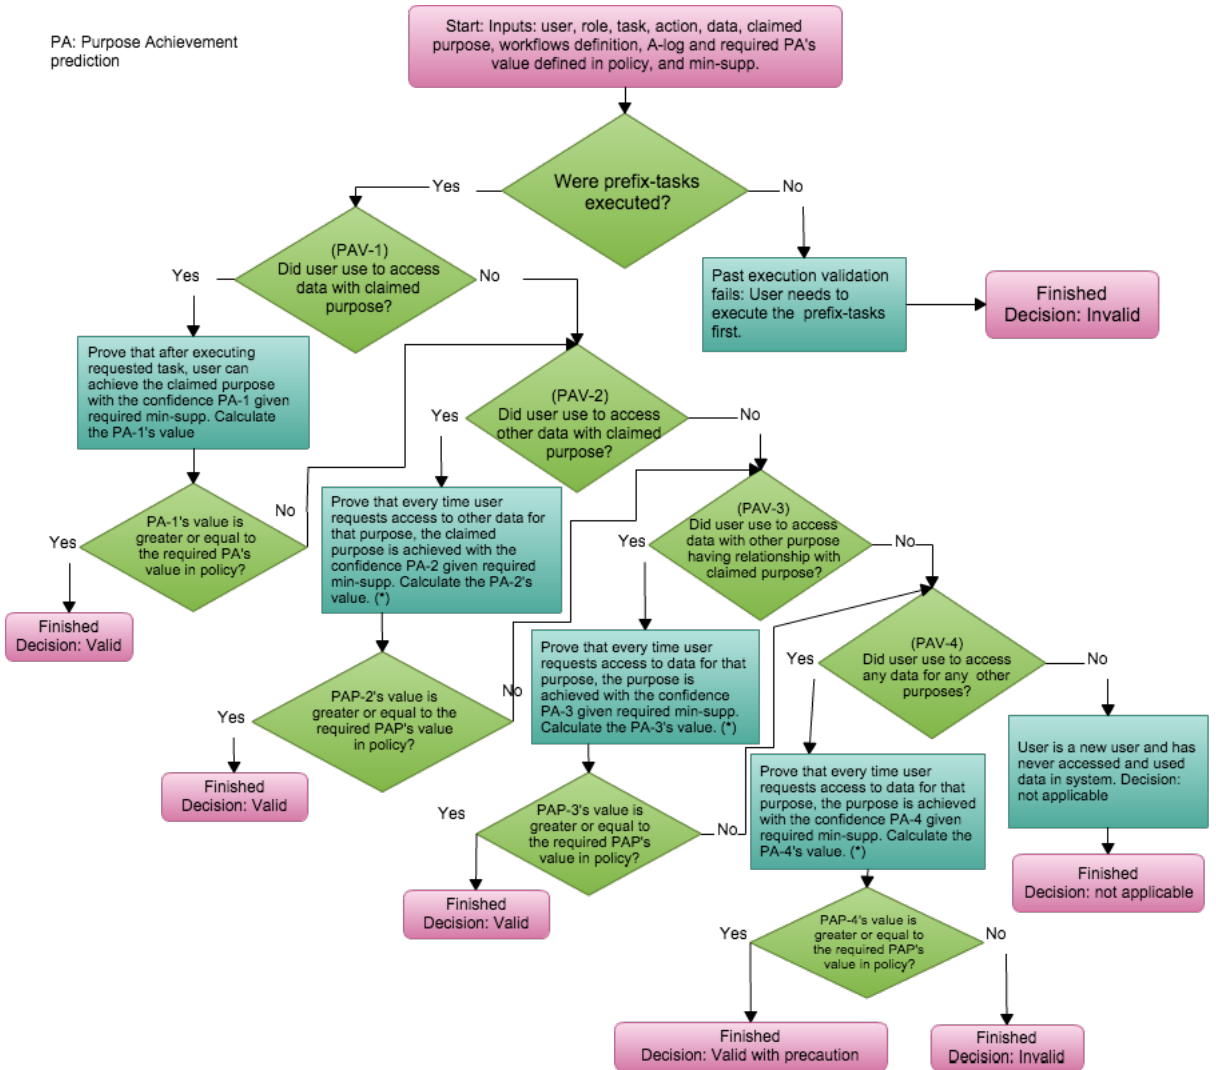 PA: Purpose Achievement
prediction
Start: Inputs: user, role, task, action, data, claimed
purpose, workflows definition, A-log and required PA's
value defined in policy, and min-supp.
Were prefix-tasks
executed?
Yes
No
(PAV-1)
Did user use to access
data with claimed
purpose?
Yes
No
Past execution validation
fails: User needs to
execute the prefix-tasks
first.
Finished
Decision: Invalid
Prove that after executing
requested task, user can
achieve the claimed purpose
with the confidence PA-1 given
required min-supp. Calculate
the PA-1's value
(PAV-2)
Did user use to access
other data with claimed
purpose?
Yes
No
PA-1's value is
greater or equal to
the required PA's
value in policy?
Yes
No
Finished
Decision: Valid
Prove that every time user
requests access to other data for
that purpose, the claimed
purpose is achieved with the
confidence PA-2 given required
min-supp. Calculate the PA-2's
value. (*)
(PAV-3)
Did user use to access
data with other purpose
having relationship with
claimed purpose?
Yes
No
PAP-2's value is
greater or equal to the
required PAP's value
in policy?
Yes
No
Finished
Decision: Valid
Prove that every time user
requests access to data for that
purpose, the purpose is
achieved with the confidence
PA-3 given required min-supp.
Calculate the PA-3's value. (*)
(PAV-4)
Did user use to access
any data for any other
purposes?
Yes
No
PAP-3's value is
greater or equal to
the required PAP's
value in policy?
Yes
No
Finished
Decision: Valid
Prove that every time user
requests access to data for that
purpose, the purpose is achieved
with the confidence PA-4 given
required min-supp. Calculate the
PA-4's value. (*)
User is a new user and has
never accessed and used
data in system. Decision:
not applicable
Finished
Decision: not applicable
PAP-4's value is
greater or equal to
the required PAP's
value in policy?
Yes
No
Finished
Decision: Valid with precaution
Finished
Decision: Invalid